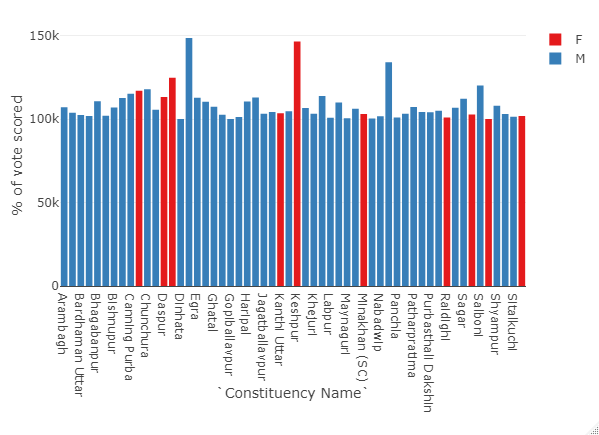 150k
100k
50k
0
% of vote scored
F
M
Arambagh
Bardhaman Uttar
Bhagabanpur
Bishnupur
Canning Purba
Chunchura
Daspur
Dinhata
Egra
Ghatal
Gopiballavpur
Haripal
Jagatballavpur
Kanthi Uttar
Keshpur
Khejuri
Labpur
Maynaguri
Minakhan (SC)
Nabadwip
Panchla
Patharpratima
Purbasthali Dakshin
Raidighi
Sagar
Salboni
Shyampur
Sitalkuchi
`Constituency Name`